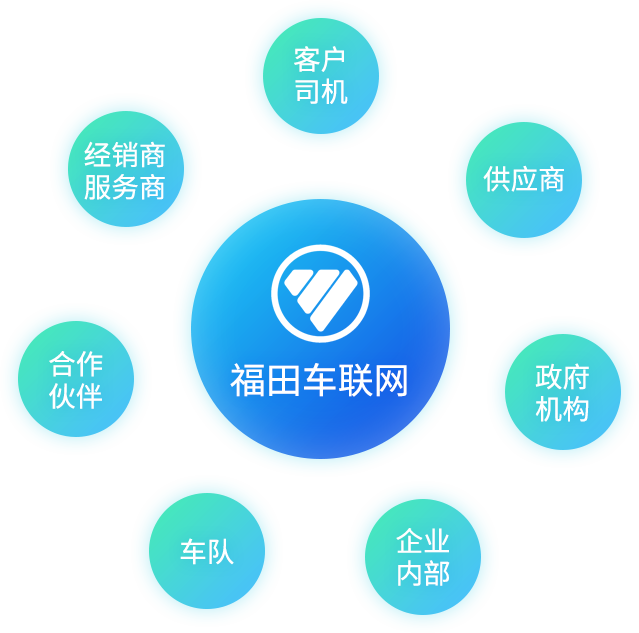 客户
司机
经销商
服务商
供应商
福田车联网
合作
伙伴
政府
机构
车队
企业
内部